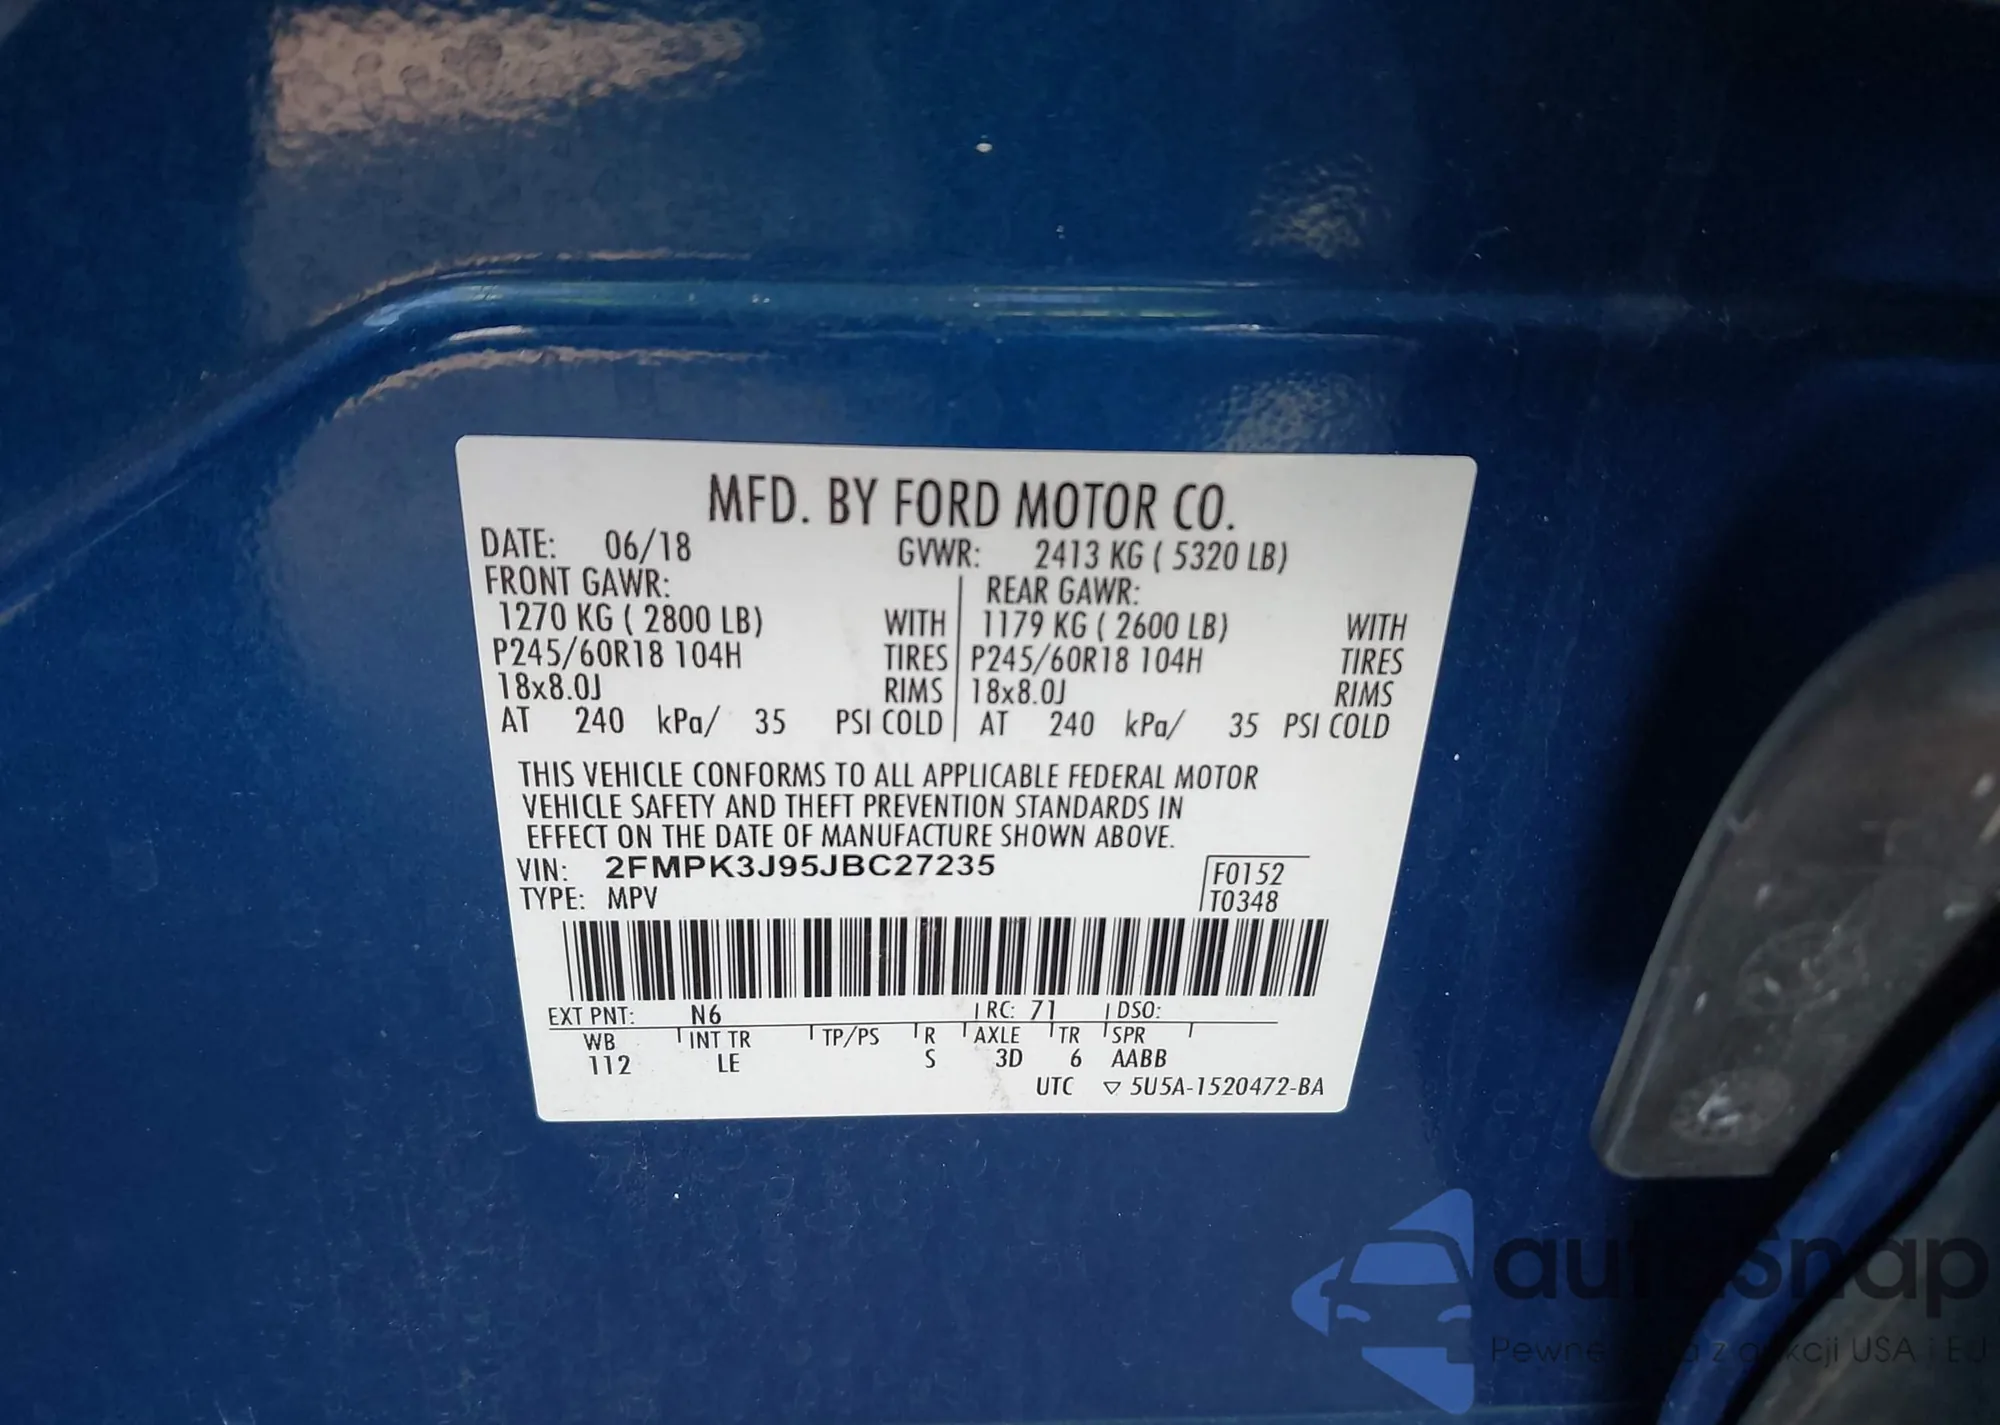 MFD. BY FORD MOTOR CO.
DATE: 06/18 GVWR: 2413 KG ( 5320 LB)
FRONT GAWR: REAR GAWR:
1270 KG ( 2800 LB) WITH 1179 KG ( 2600 LB) WITH
P245/60R18 104H TIRES P245/60R18 104H TIRES
18x8.0J RIMS 18x8.0J RIMS
AT 240 kPa/ 35 PSI COLD AT 240 kPa/ 35 PSI COLD
THIS VEHICLE CONFORMS TO ALL APPLICABLE FEDERAL MOTOR
VEHICLE SAFETY AND THEFT PREVENTION STANDARDS IN
EFFECT ON THE DATE OF MANUFACTURE SHOWN ABOVE.
VIN: 2FMPK3J95JBC27235 F0152
TYPE: MPV T0348
EXT PNT: N6 RC: 71 DSO:
WB INT TR TP/PS R AXLE TR SPR
112 LE S 3D 6 AABB
UTC ▽ 5U5A-1520472-BA
USA i EU